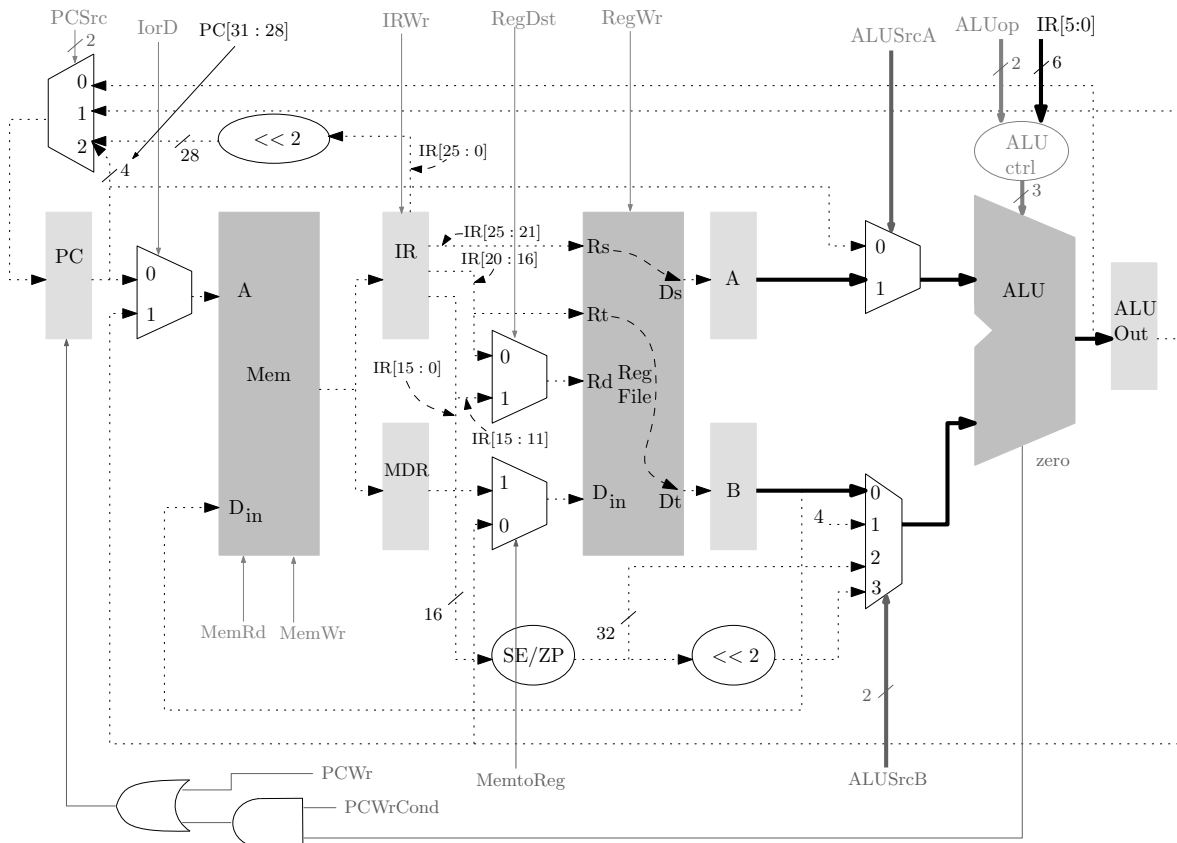 PCSrc
2
IorD
PC[31 : 28]
IRWr
RegDst
RegWr
ALUSrcA
ALUop
IR[5:0]
2
6
0
1
2
<< 2
28
4
IR[25 : 0]
ALU
ctrl
3
PC
0
1
A
Mem
D in
IR
IR[25 : 21]
IR[20 : 16]
Rs
Ds
Rt
Rd
Reg
File
D in
Dt
A
0
1
ALU
ALU
Out
IR[15 : 0]
0
1
IR[15 : 11]
MDR
1
0
B
0
4
1
2
3
zero
MemRd
MemWr
16
SE/ZP
32
<< 2
2
PCWr
PCWrCond
MemtoReg
ALUSrcB